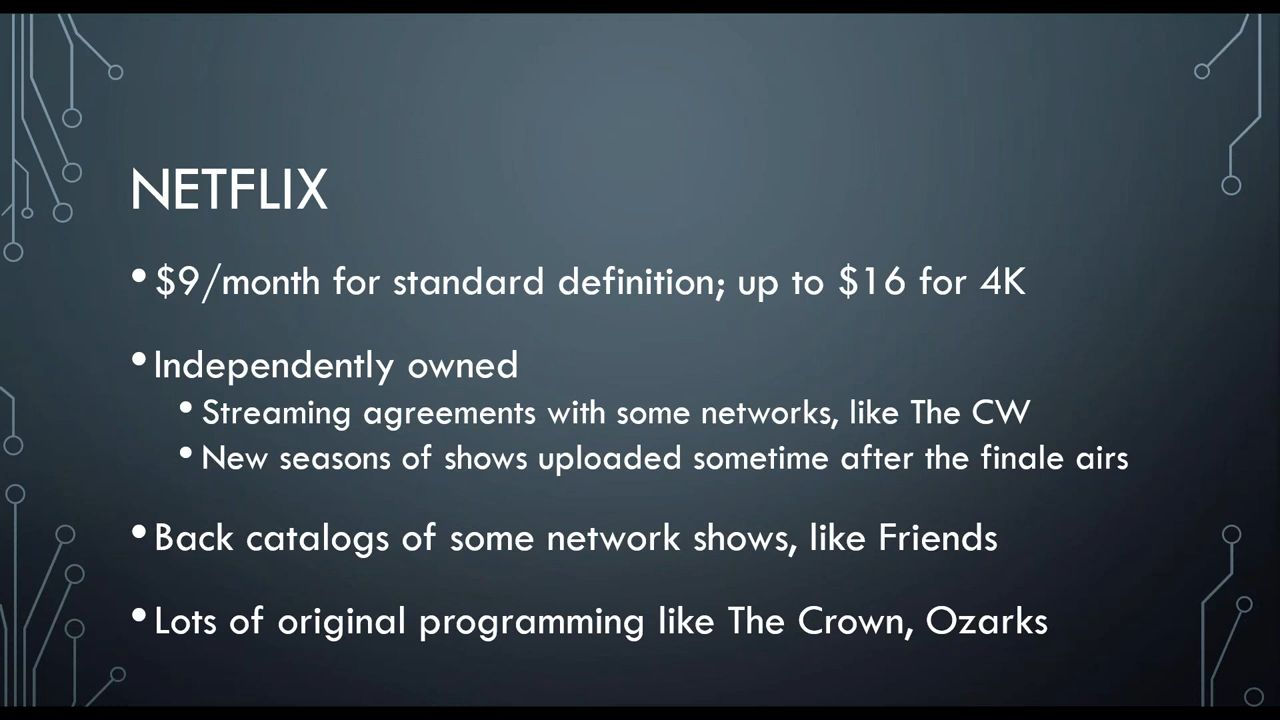 NETFLIX
• $9/month for standard definition; up to $16 for 4K
• Independently owned
• Streaming agreements with some networks, like The CW
• New seasons of shows uploaded sometime after the finale airs
• Back catalogs of some network shows, like Friends
• Lots of original programming like The Crown, Ozarks